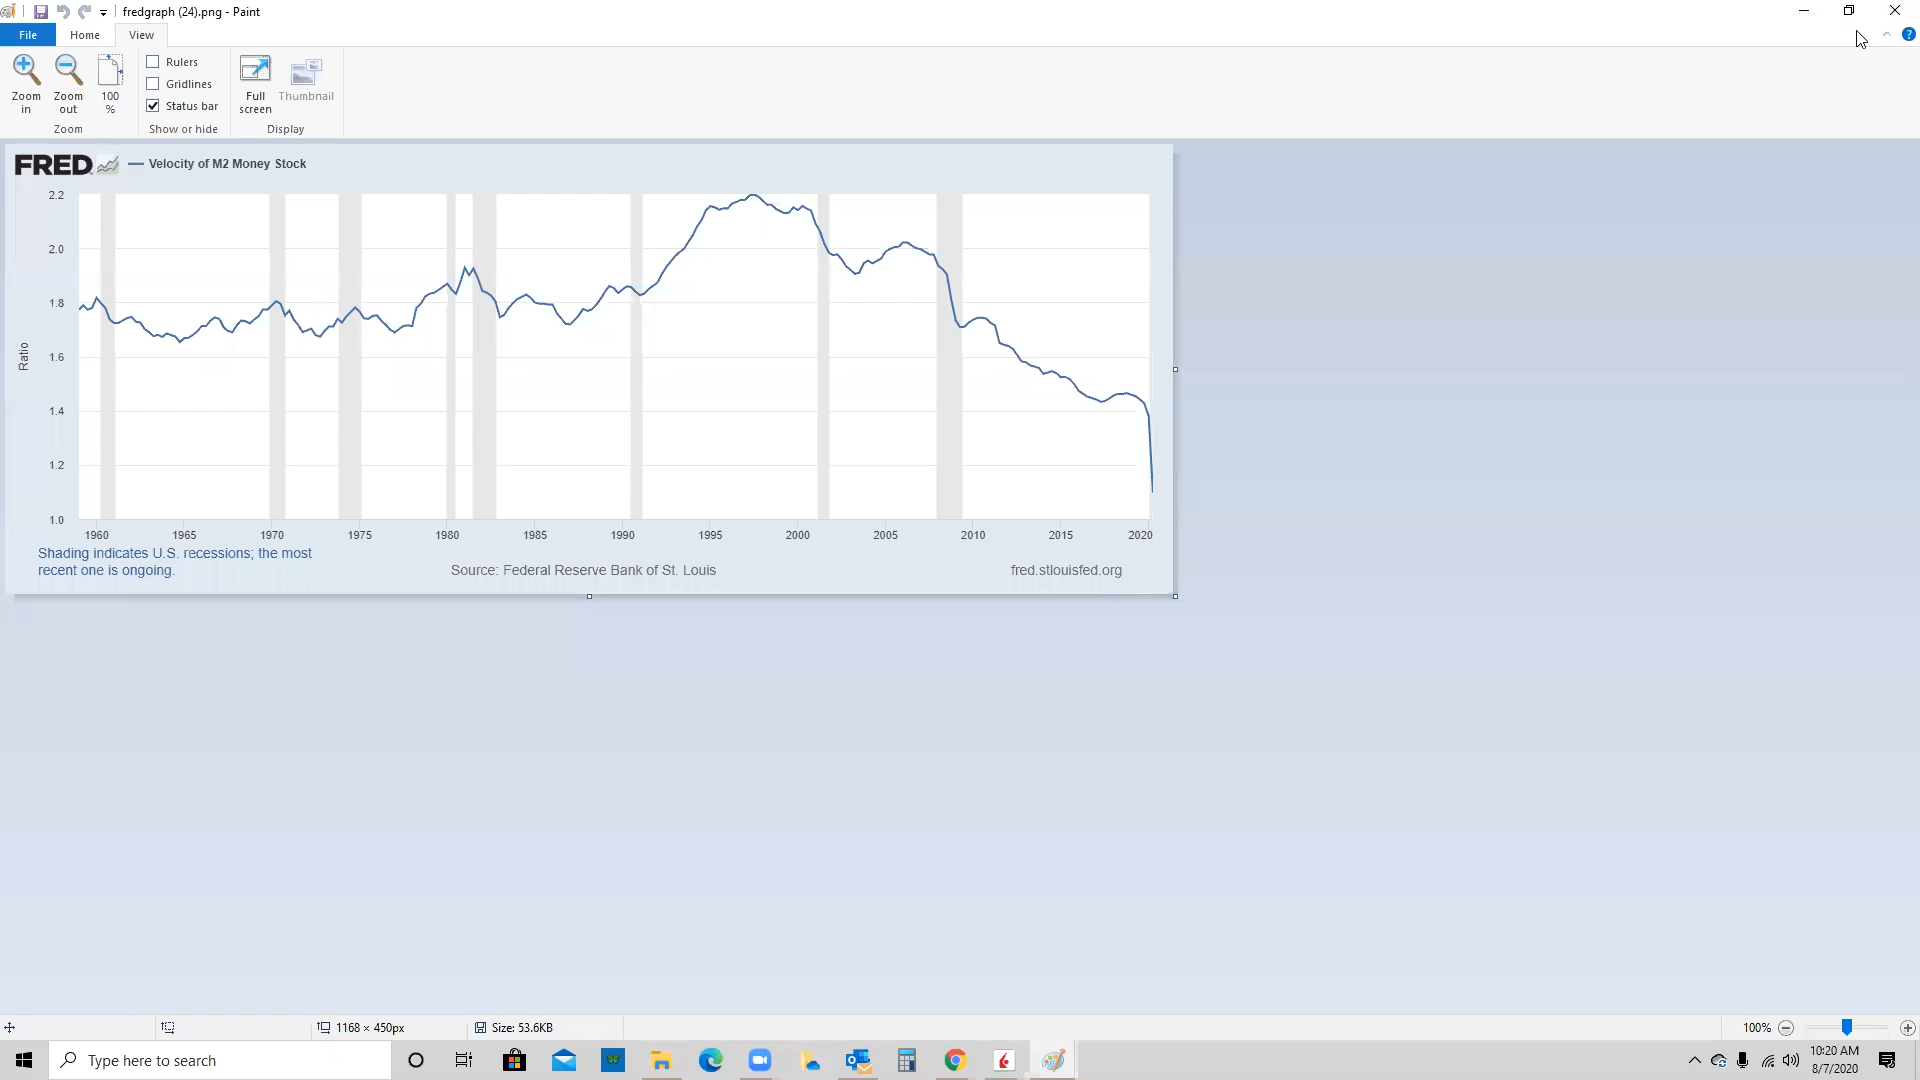 fredgraph (24).png - Paint
File Home View
Zoom in
Zoom out
100 %
Rulers
Gridlines
Status bar
Full screen
Thumbnail
Zoom
Show or hide
Display
FRED
Velocity of M2 Money Stock
2.2
2.0
1.8
1.6
1.4
1.2
1.0
Ratio
1960 1965 1970 1975 1980 1985 1990 1995 2000 2005 2010 2015 2020
Shading indicates U.S. recessions; the most
recent one is ongoing.
Source: Federal Reserve Bank of St. Louis
fred.stlouisfed.org
1168 × 450px
Size: 53.6KB
100%
Type here to search
10:20 AM
8/7/2020